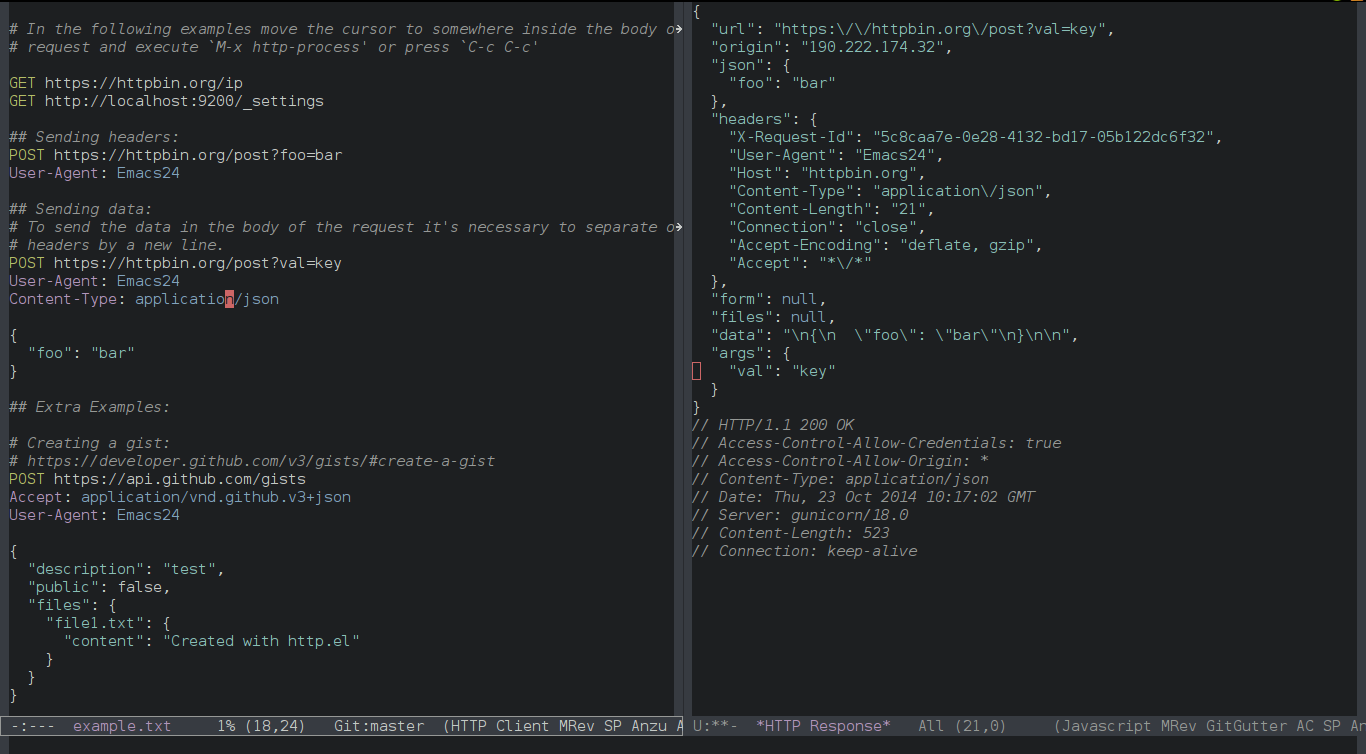 # In the following examples move the cursor to somewhere inside the body o
# request and execute `M-x http-process' or press `C-c C-c'

GET https://httpbin.org/ip
GET http://localhost:9200/_settings

## Sending headers:
POST https://httpbin.org/post?foo=bar
User-Agent: Emacs24

## Sending data:
# To send the data in the body of the request it's necessary to separate o
# headers by a new line.
POST https://httpbin.org/post?val=key
User-Agent: Emacs24
Content-Type: application/json

{
  "foo": "bar"
}

## Extra Examples:

# Creating a gist:
# https://developer.github.com/v3/gists/#create-a-gist
POST https://api.github.com/gists
Accept: application/vnd.github.v3+json
User-Agent: Emacs24

{
  "description": "test",
  "public": false,
  "files": {
    "file1.txt": {
      "content": "Created with http.el"
    }
  }
}
-:---  example.txt     1% (18,24)   Git:master  (HTTP Client MRev SP Anzu A
{
  "url": "https:\/\/httpbin.org\/post?val=key",
  "origin": "190.222.174.32",
  "json": {
    "foo": "bar"
  },
  "headers": {
    "X-Request-Id": "5c8caa7e-0e28-4132-bd17-05b122dc6f32",
    "User-Agent": "Emacs24",
    "Host": "httpbin.org",
    "Content-Type": "application\/json",
    "Content-Length": "21",
    "Connection": "close",
    "Accept-Encoding": "deflate, gzip",
    "Accept": "*\/*"
  },
  "form": null,
  "files": null,
  "data": "\n{\n  \"foo\": \"bar\"\n}\n\n",
  "args": {
    "val": "key"
  }
}
// HTTP/1.1 200 OK
// Access-Control-Allow-Credentials: true
// Access-Control-Allow-Origin: *
// Content-Type: application/json
// Date: Thu, 23 Oct 2014 10:17:02 GMT
// Server: gunicorn/18.0
// Content-Length: 523
// Connection: keep-alive
U:**-  *HTTP Response*   All (21,0)     (Javascript MRev GitGutter AC SP An